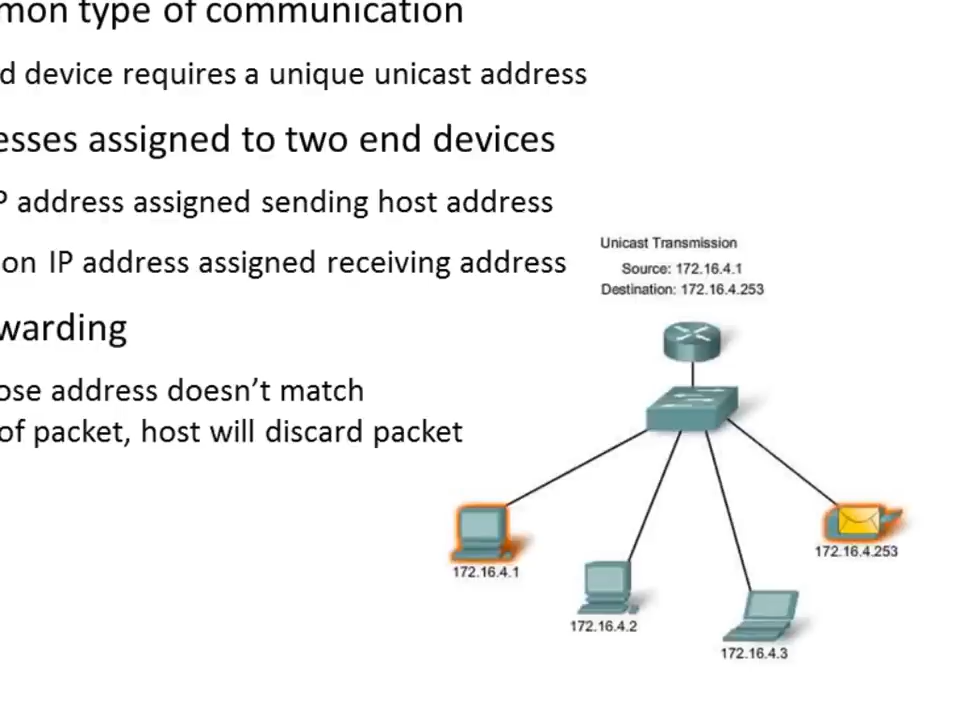 mon type of communication
d device requires a unique unicast address
esses assigned to two end devices
P address assigned sending host address
on IP address assigned receiving address
warding
ose address doesn’t match
of packet, host will discard packet
Unicast Transmission
Source: 172.16.4.1
Destination: 172.16.4.253
172.16.4.253
172.16.4.1
172.16.4.2
172.16.4.3